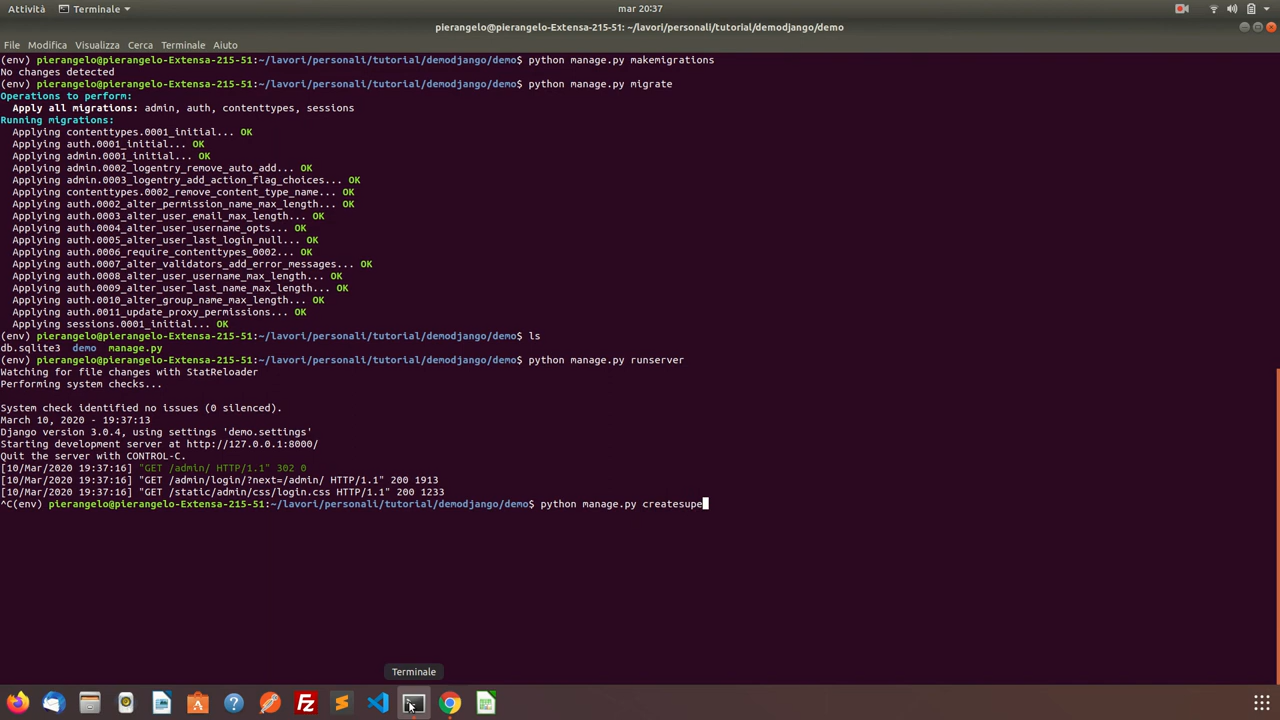 Attività Terminale mar 20:37
pierangelo@pierangelo-Extensa-215-51: ~/lavori/personali/tutorial/demodjango/demo
File Modifica Visualizza Cerca Terminale Aiuto
(env) pierangelo@pierangelo-Extensa-215-51:~/lavori/personali/tutorial/demodjango/demo$ python manage.py makemigrations
No changes detected
(env) pierangelo@pierangelo-Extensa-215-51:~/lavori/personali/tutorial/demodjango/demo$ python manage.py migrate
Operations to perform:
Apply all migrations: admin, auth, contenttypes, sessions
Running migrations:
Applying contenttypes.0001_initial... OK
Applying auth.0001_initial... OK
Applying admin.0001_initial... OK
Applying admin.0002_logentry_remove_auto_add... OK
Applying admin.0003_logentry_add_action_flag_choices... OK
Applying contenttypes.0002_remove_content_type_name... OK
Applying auth.0002_alter_permission_name_max_length... OK
Applying auth.0003_alter_user_email_max_length... OK
Applying auth.0004_alter_user_username_opts... OK
Applying auth.0005_alter_user_last_login_null... OK
Applying auth.0006_require_contenttypes_0002... OK
Applying auth.0007_alter_validators_add_error_messages... OK
Applying auth.0008_alter_user_username_max_length... OK
Applying auth.0009_alter_user_last_name_max_length... OK
Applying auth.0010_alter_group_name_max_length... OK
Applying auth.0011_update_proxy_permissions... OK
Applying sessions.0001_initial... OK
(env) pierangelo@pierangelo-Extensa-215-51:~/lavori/personali/tutorial/demodjango/demo$ ls
db.sqlite3 demo manage.py
(env) pierangelo@pierangelo-Extensa-215-51:~/lavori/personali/tutorial/demodjango/demo$ python manage.py runserver
Watching for file changes with StatReloader
Performing system checks...
System check identified no issues (0 silenced).
March 10, 2020 - 19:37:13
Django version 3.0.4, using settings 'demo.settings'
Starting development server at http://127.0.0.1:8000/
Quit the server with CONTROL-C.
[10/Mar/2020 19:37:16] "GET /admin/ HTTP/1.1" 302 0
[10/Mar/2020 19:37:16] "GET /admin/login/?next=/admin/ HTTP/1.1" 200 1913
[10/Mar/2020 19:37:16] "GET /static/admin/css/login.css HTTP/1.1" 200 1233
^C(env) pierangelo@pierangelo-Extensa-215-51:~/lavori/personali/tutorial/demodjango/demo$ python manage.py createsupe
Terminale